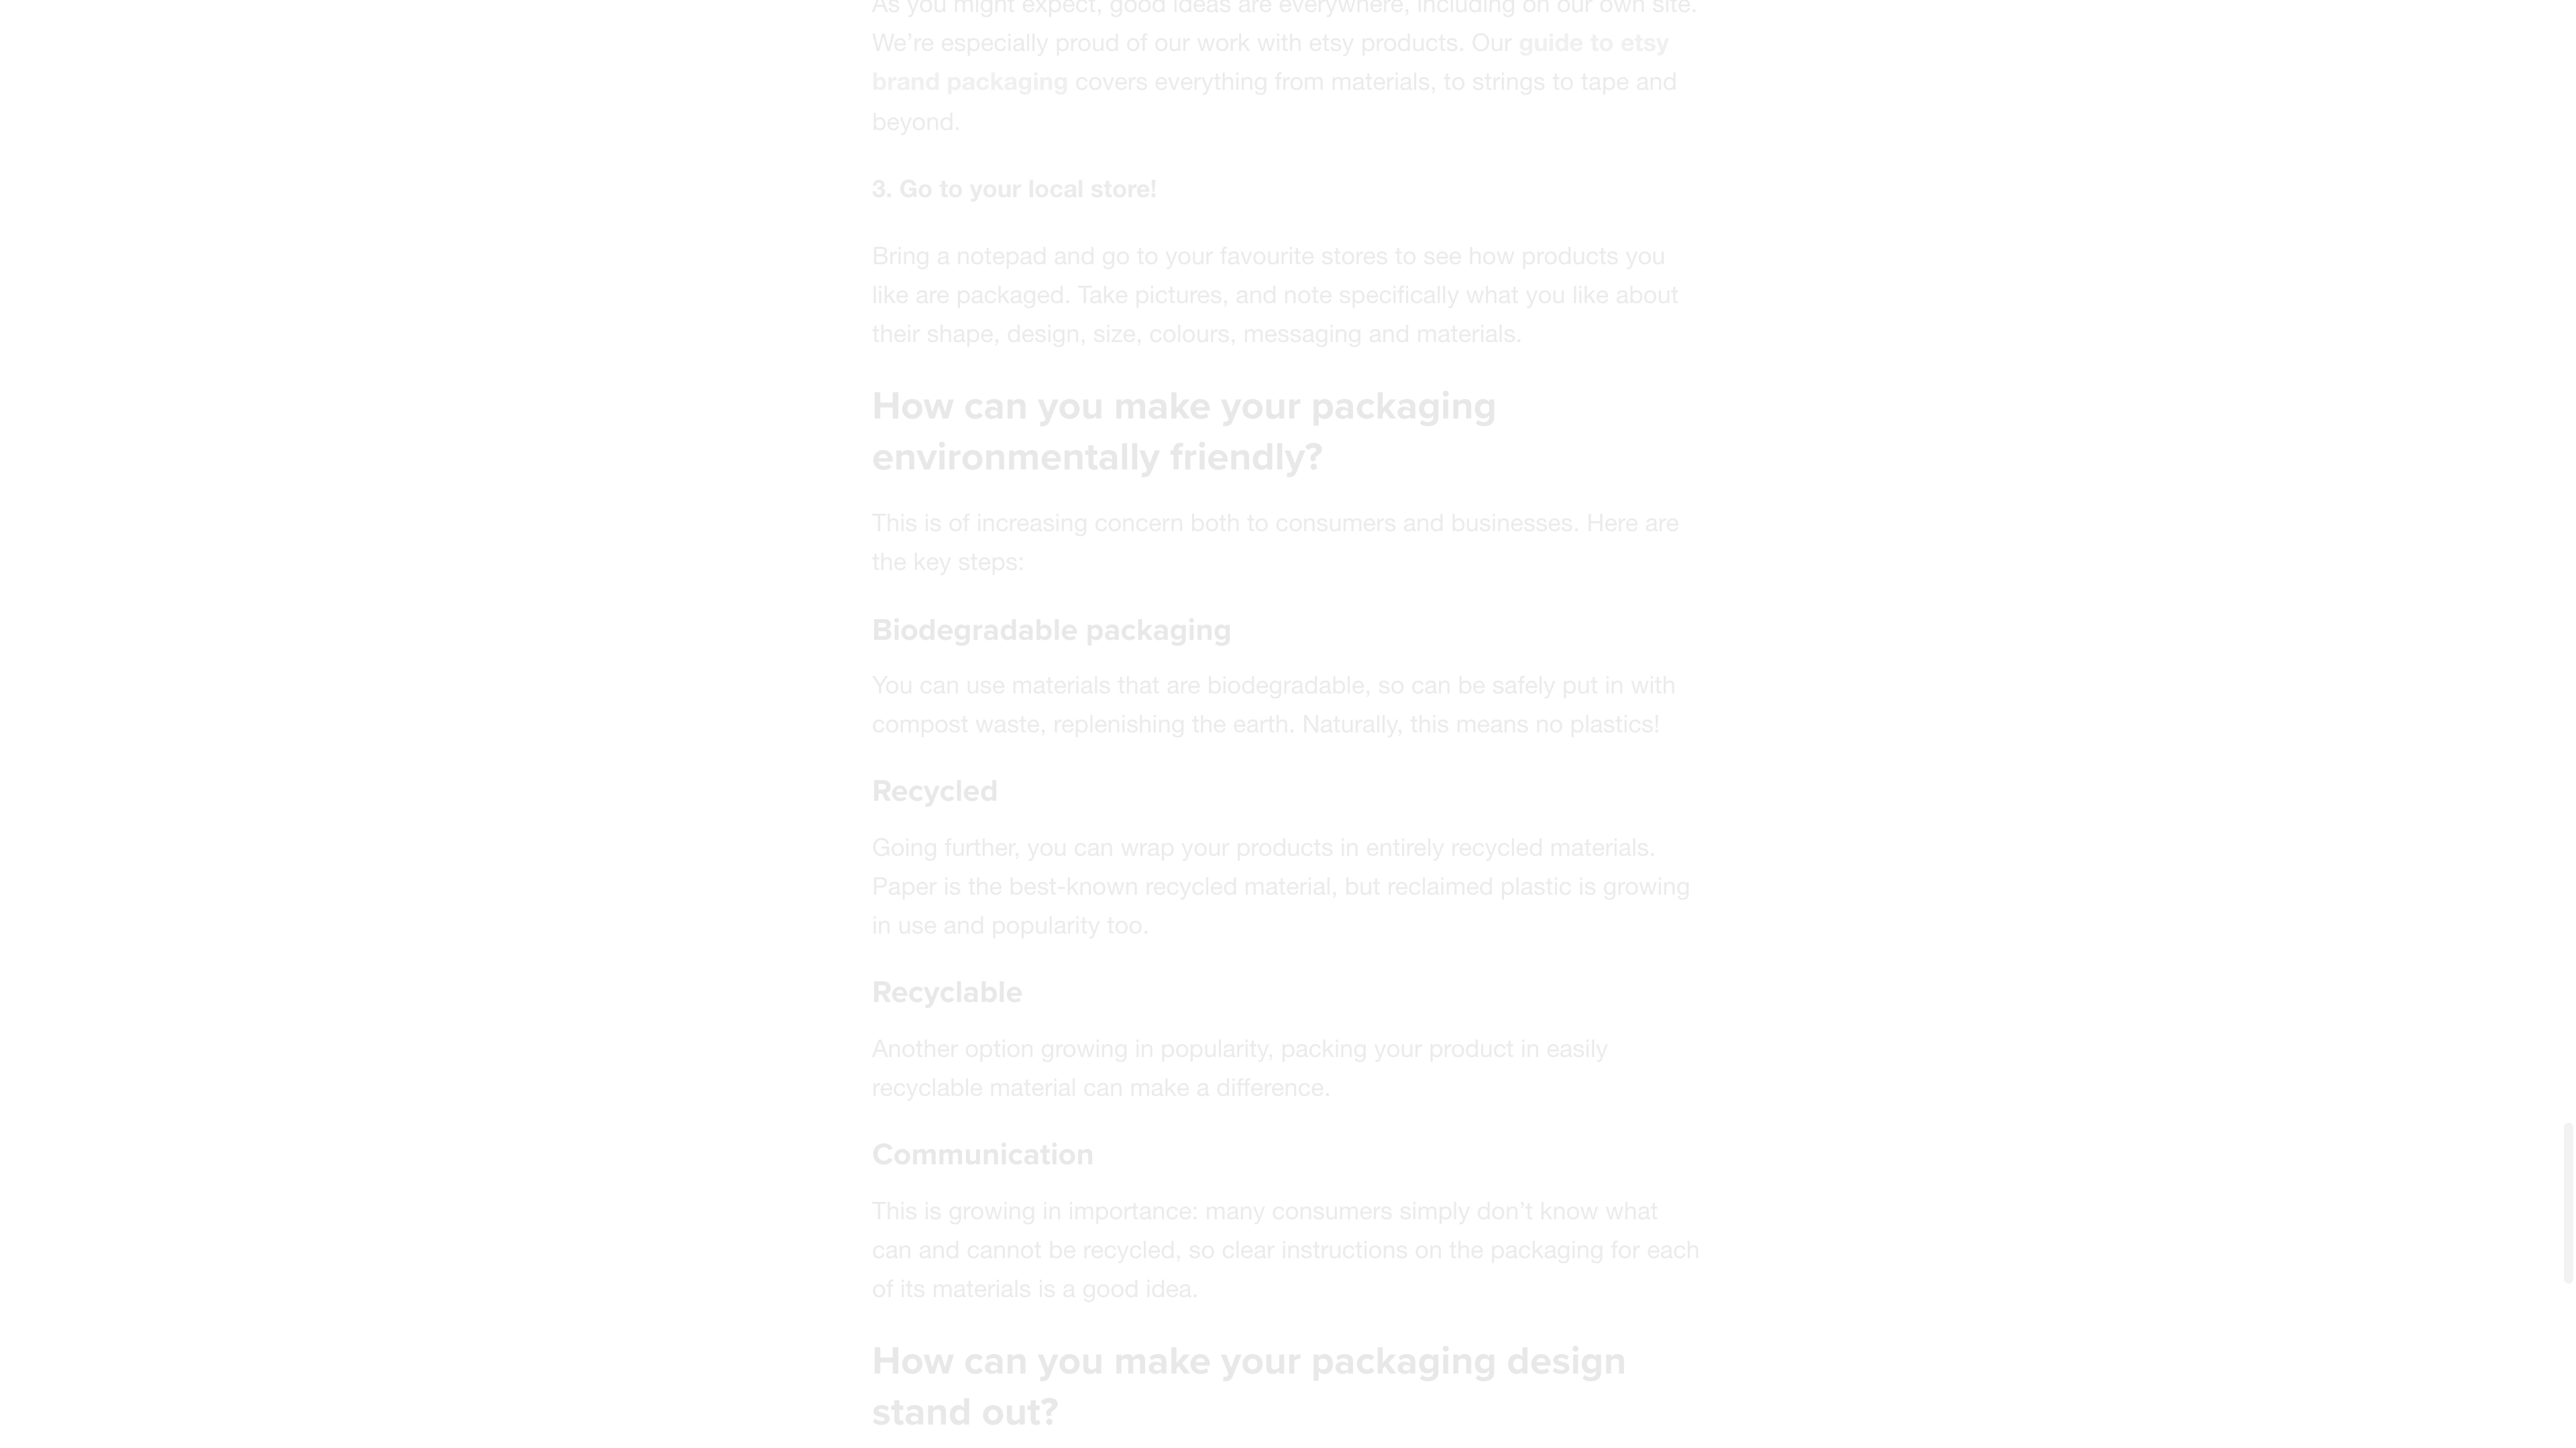 As you might expect, good ideas are everywhere, including on our own site.
We’re especially proud of our work with etsy products. Our guide to etsy
brand packaging covers everything from materials, to strings to tape and
beyond.
3. Go to your local store!
Bring a notepad and go to your favourite stores to see how products you
like are packaged. Take pictures, and note specifically what you like about
their shape, design, size, colours, messaging and materials.
How can you make your packaging
environmentally friendly?
This is of increasing concern both to consumers and businesses. Here are
the key steps:
Biodegradable packaging
You can use materials that are biodegradable, so can be safely put in with
compost waste, replenishing the earth. Naturally, this means no plastics!
Recycled
Going further, you can wrap your products in entirely recycled materials.
Paper is the best-known recycled material, but reclaimed plastic is growing
in use and popularity too.
Recyclable
Another option growing in popularity, packing your product in easily
recyclable material can make a difference.
Communication
This is growing in importance: many consumers simply don’t know what
can and cannot be recycled, so clear instructions on the packaging for each
of its materials is a good idea.
How can you make your packaging design
stand out?